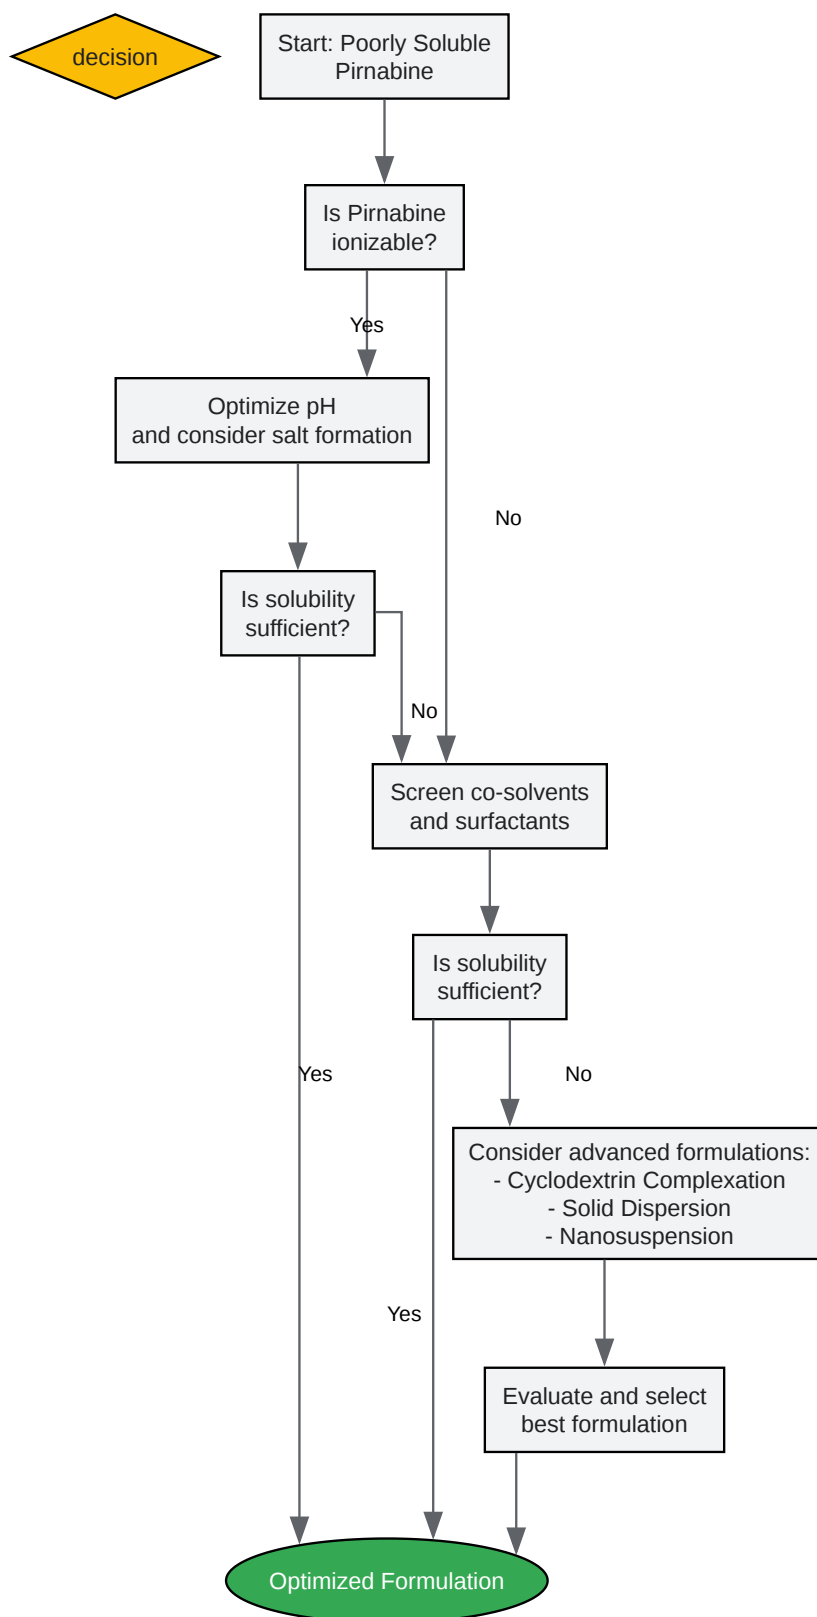 decision
Start: Poorly Soluble
Pirnabine
Is Pirnabine
ionizable?
Yes
Optimize pH
and consider salt formation
No
Is solubility
sufficient?
No
Screen co-solvents
and surfactants
Is solubility
sufficient?
Yes
No
Consider advanced formulations:
- Cyclodextrin Complexation
- Solid Dispersion
- Nanosuspension
Yes
Evaluate and select
best formulation
Optimized Formulation